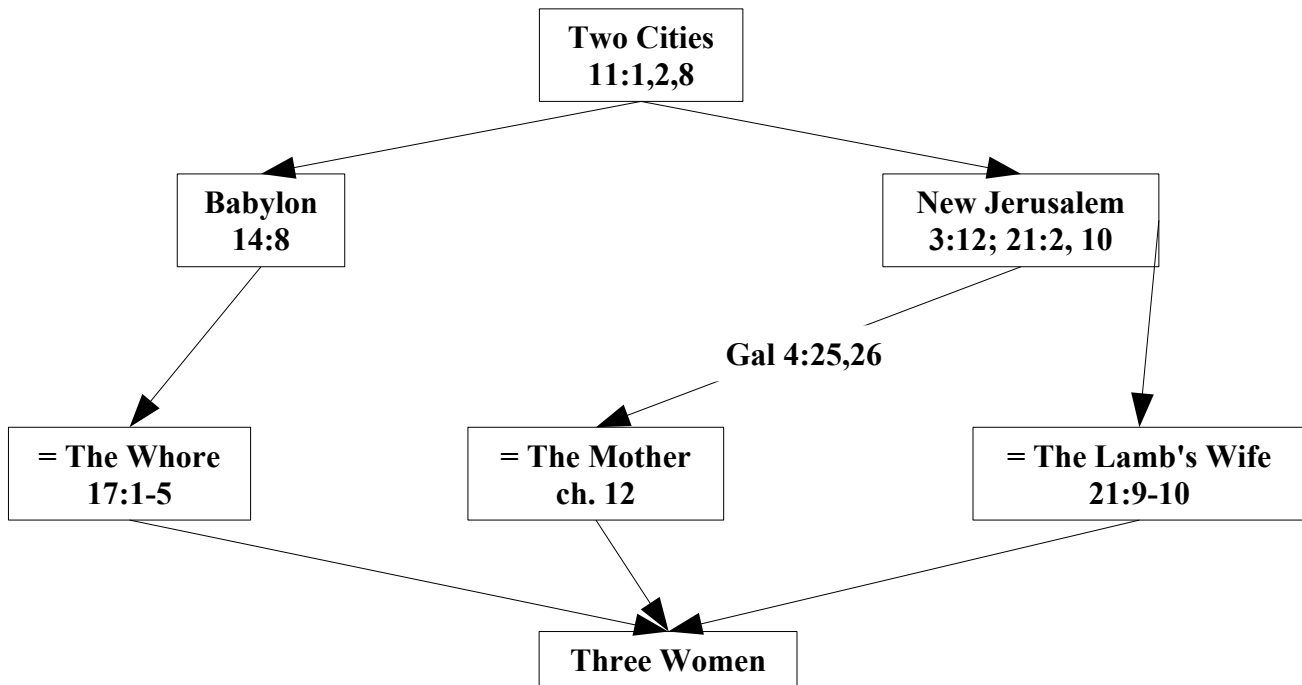 Two Cities
11:1,2,8
Babylon
14:8
New Jerusalem
3:12; 21:2, 10
Gal 4:25,26
= The Whore
17:1-5
= The Mother
ch. 12
= The Lamb's Wife
21:9-10
Three Women